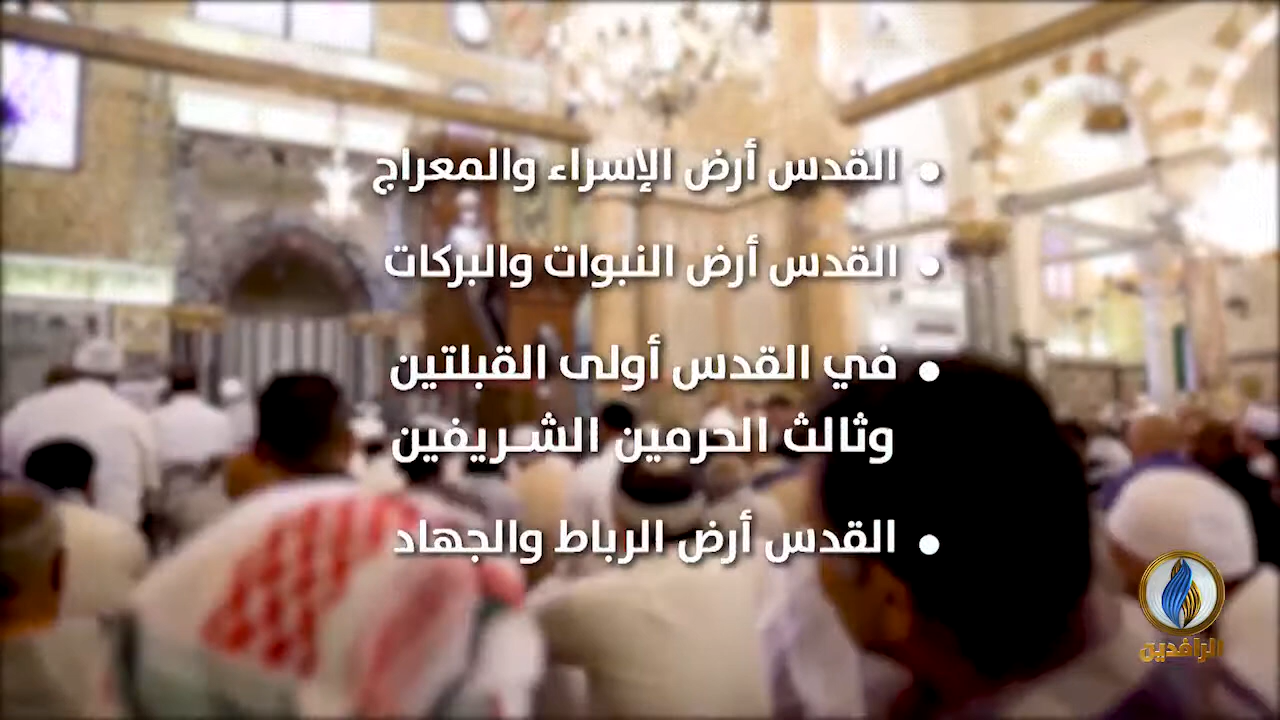 • القدس أرض الإسراء والمعراج
• القدس أرض النبوات والبركات
• في القدس أولى القبلتين
وثالث الحرمين الشـريفين
• القدس أرض الرباط والجهاد
الرافدين